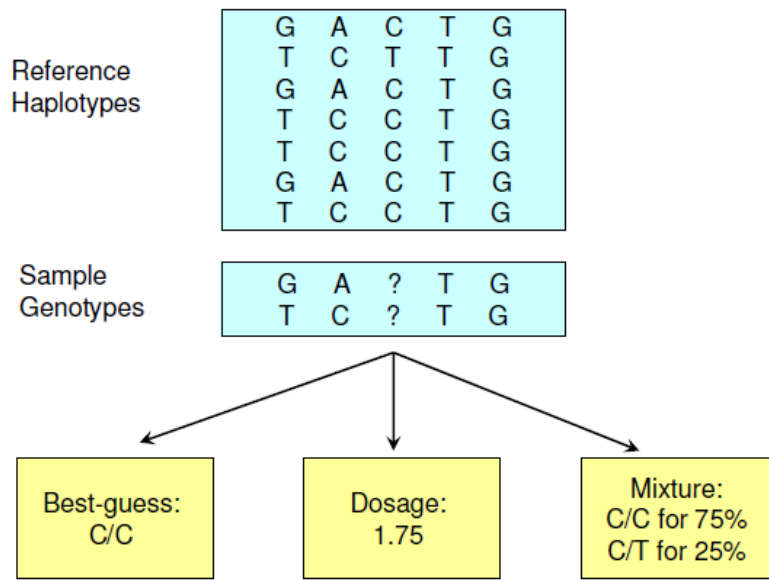 Reference
Haplotypes
G A C T G
T C T T G
G A C T G
T C C T G
T C C T G
G A C T G
T C C T G
Sample
Genotypes
G A ? T G
T C ? T G
Best-guess:
C/C
Dosage:
1.75
Mixture:
C/C for 75%
C/T for 25%